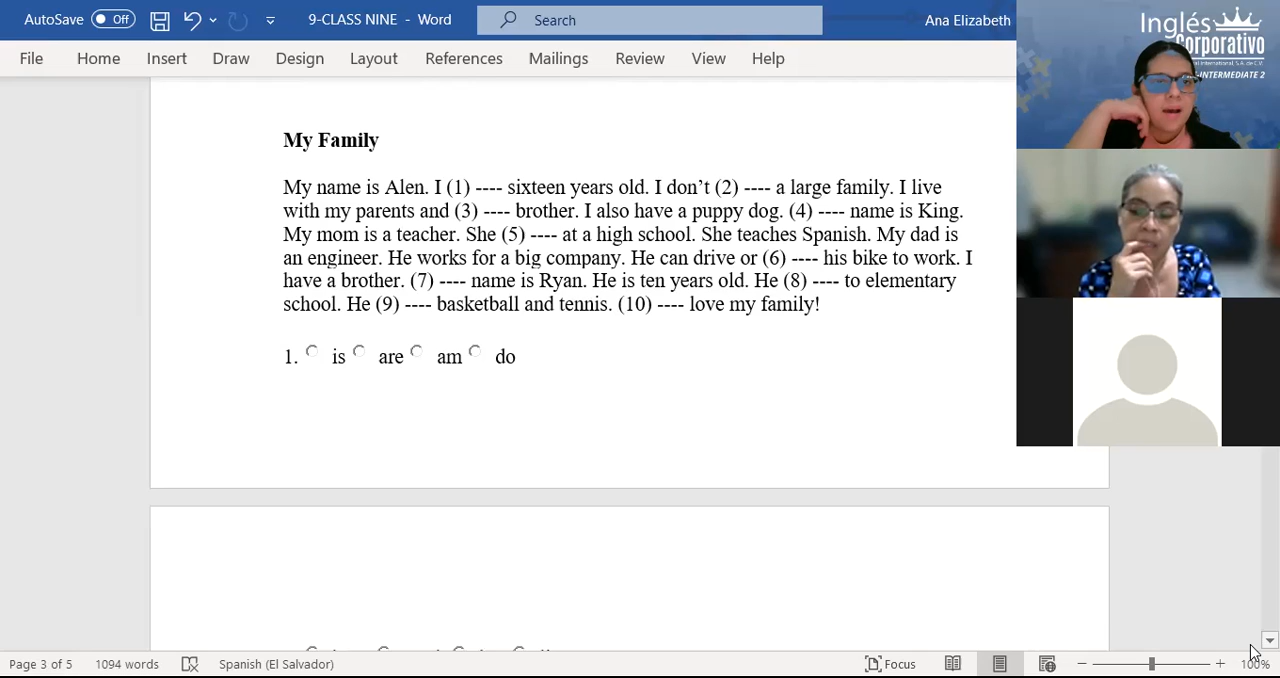 AutoSave Off 9-CLASS NINE - Word Search Ana Elizabeth
File Home Insert Draw Design Layout References Mailings Review View Help
Inglés
Corporativo
-INTERMEDIATE 2
My Family
My name is Alen. I (1) ---- sixteen years old. I don’t (2) ---- a large family. I live
with my parents and (3) ---- brother. I also have a puppy dog. (4) ---- name is King.
My mom is a teacher. She (5) ---- at a high school. She teaches Spanish. My dad is
an engineer. He works for a big company. He can drive or (6) ---- his bike to work. I
have a brother. (7) ---- name is Ryan. He is ten years old. He (8) ---- to elementary
school. He (9) ---- basketball and tennis. (10) ---- love my family!
1. is are am do
Page 3 of 5 1094 words Spanish (El Salvador) Focus 100%